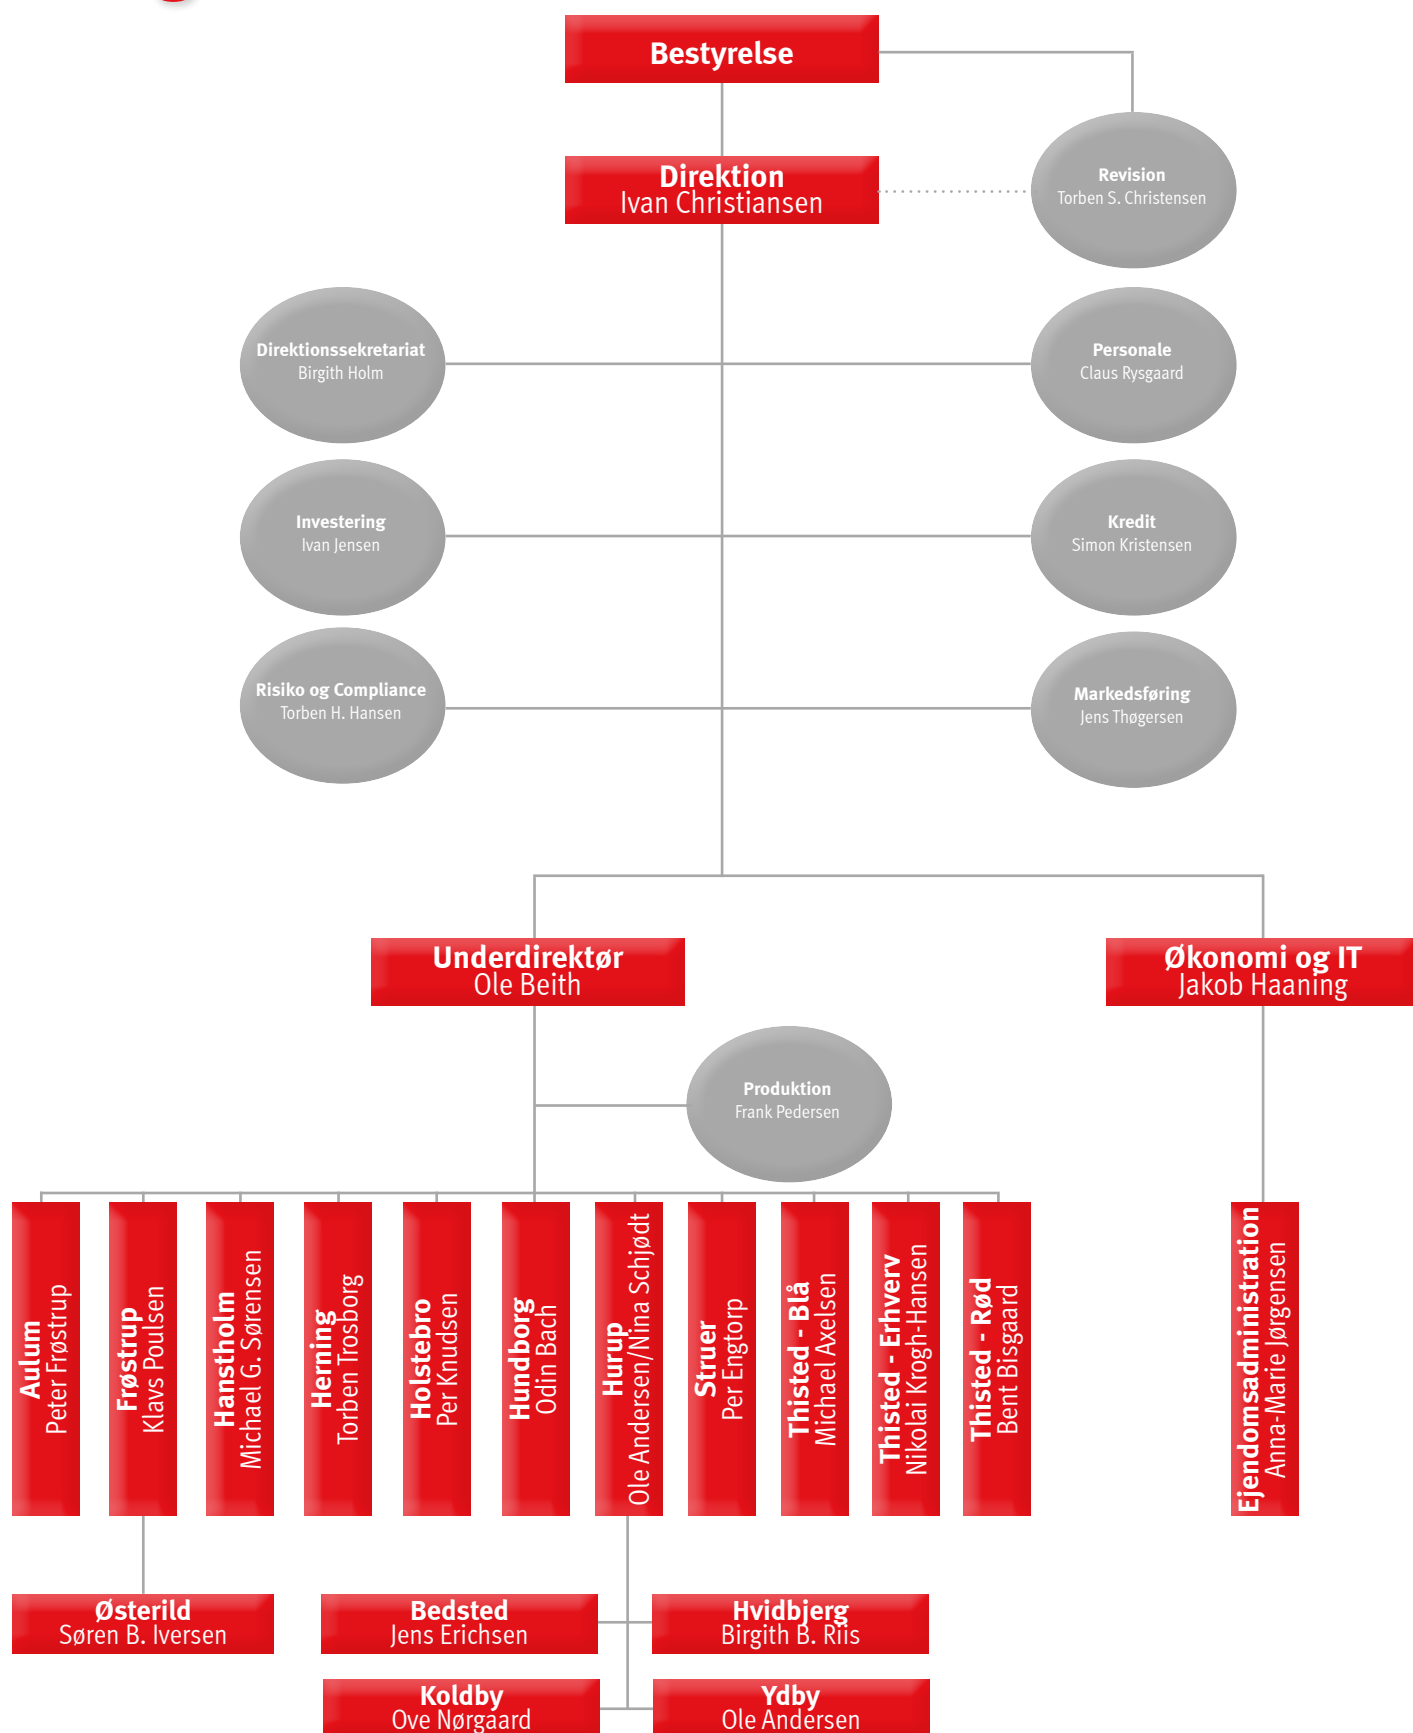 Bestyrelse
Direktion
Ivan Christiansen
Revision
Torben S. Christensen
Direktionssekretariat
Birgith Holm
Personale
Claus Rysgaard
Investering
Ivan Jensen
Kredit
Simon Kristensen
Risiko og Compliance
Torben H. Hansen
Markedsføring
Jens Thøgersen
Underdirektør
Ole Beith
Økonomi og IT
Jakob Haaning
Produktion
Frank Pedersen
Aulum
Peter Frøstrup
Frøstrup
Klavs Poulsen
Hanstholm
Michael G. Sørensen
Herning
Torben Trosborg
Holstebro
Per Knudsen
Hundborg
Odin Bach
Hurup
Ole Andersen/Nina Schjødt
Struer
Per Engtorp
Thisted - Blå
Michael Axelsen
Thisted - Erhverv
Nikolai Krogh-Hansen
Thisted - Rød
Bent Bisgaard
Ejendomsadministration
Anna-Marie Jørgensen
Østerild
Søren B. Iversen
Bedsted
Jens Erichsen
Hvidbjerg
Birgith B. Riis
Koldby
Ove Nørgaard
Ydby
Ole Andersen